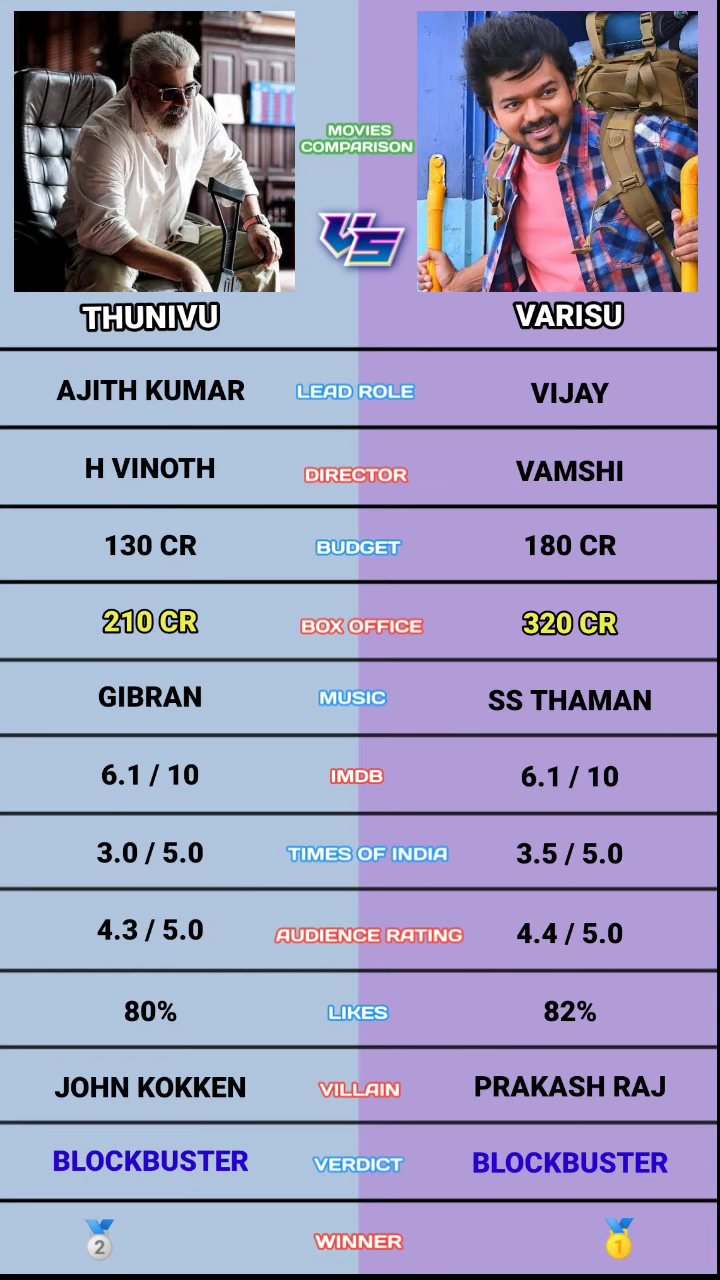 MOVIES
COMPARISON
VS
THUNIVU
VARISU
AJITH KUMAR LEAD ROLE VIJAY
H VINOTH DIRECTOR VAMSHI
130 CR BUDGET 180 CR
210 CR BOX OFFICE 320 CR
GIBRAN MUSIC SS THAMAN
6.1 / 10 IMDB 6.1 / 10
3.0 / 5.0 TIMES OF INDIA 3.5 / 5.0
4.3 / 5.0 AUDIENCE RATING 4.4 / 5.0
80% LIKES 82%
JOHN KOKKEN VILLAIN PRAKASH RAJ
BLOCKBUSTER VERDICT BLOCKBUSTER
2 WINNER 1